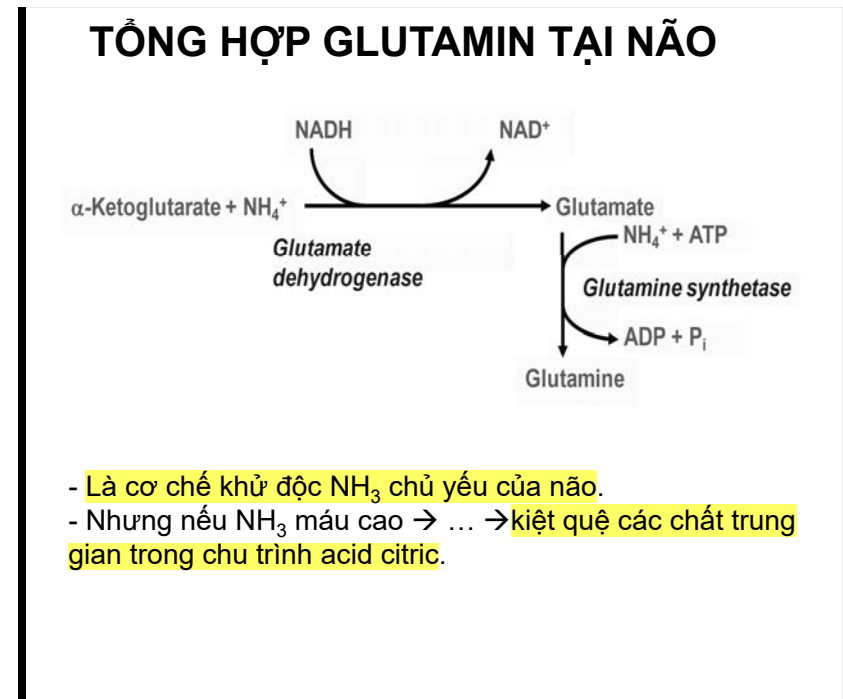 TỔNG HỢP GLUTAMIN TẠI NÃO
NADH NAD⁺
α-Ketoglutarate + NH₄⁺ Glutamate
NH₄⁺ + ATP
Glutamate
dehydrogenase
Glutamine synthetase
ADP + Pᵢ
Glutamine
- Là cơ chế khử độc NH₃ chủ yếu của não.
- Nhưng nếu NH₃ máu cao → … →kiệt quệ các chất trung
gian trong chu trình acid citric.